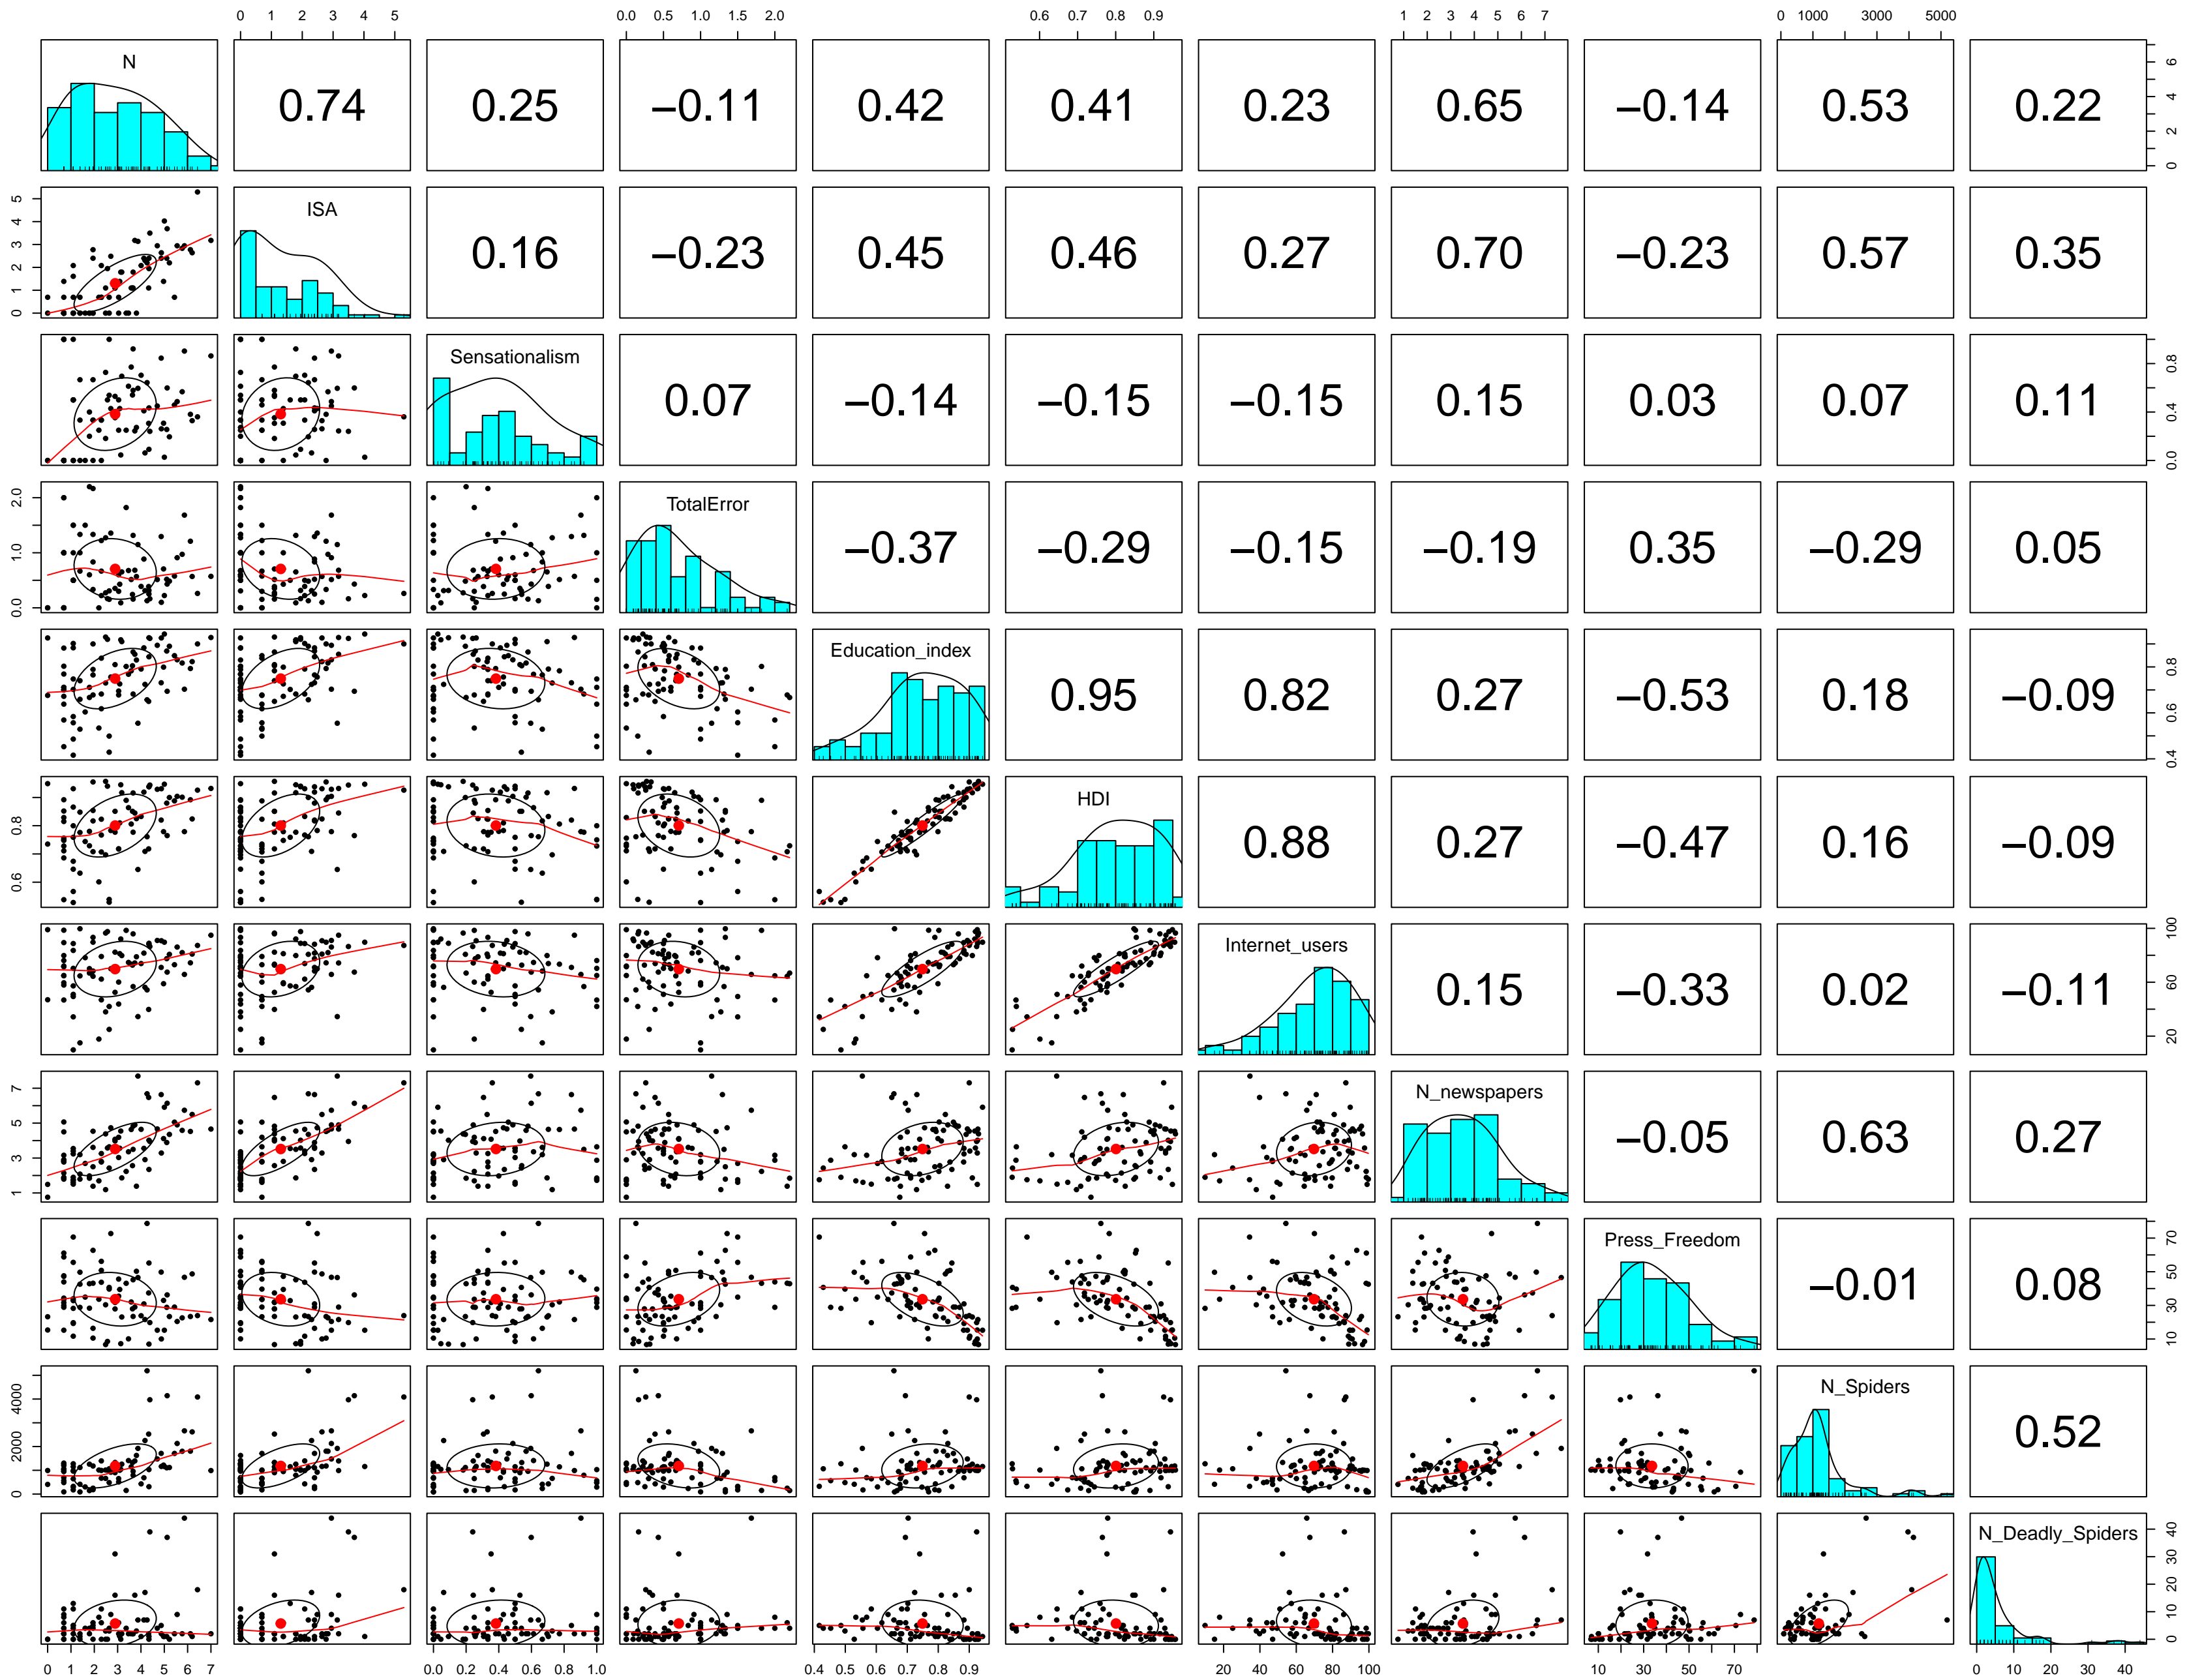 0 1 2 3 4 5 0.0 0.5 1.0 1.5 2.0 0.6 0.7 0.8 0.9 1 2 3 4 5 6 7 0 1000 3000 5000
N 0.74 0.25 −0.11 0.42 0.41 0.23 0.65 −0.14 0.53 0.22 0 2 4 6
0 1 2 3 4 5 ISA 0.16 −0.23 0.45 0.46 0.27 0.70 −0.23 0.57 0.35
Sensationalism 0.07 −0.14 −0.15 −0.15 0.15 0.03 0.07 0.11 0.0 0.4 0.8
0.0 1.0 2.0 TotalError −0.37 −0.29 −0.15 −0.19 0.35 −0.29 0.05
Education_index 0.95 0.82 0.27 −0.53 0.18 −0.09 0.4 0.6 0.8
0.6 0.8 HDI 0.88 0.27 −0.47 0.16 −0.09
Internet_users 0.15 −0.33 0.02 −0.11 20 60 100
1 3 5 7 N_newspapers −0.05 0.63 0.27
Press_Freedom −0.01 0.08 10 30 50 70
0 2000 4000 N_Spiders 0.52
N_Deadly_Spiders 0 10 20 30 40
0 1 2 3 4 5 6 7 0.0 0.2 0.4 0.6 0.8 1.0 0.4 0.5 0.6 0.7 0.8 0.9 20 40 60 80 100 10 30 50 70 0 10 20 30 40